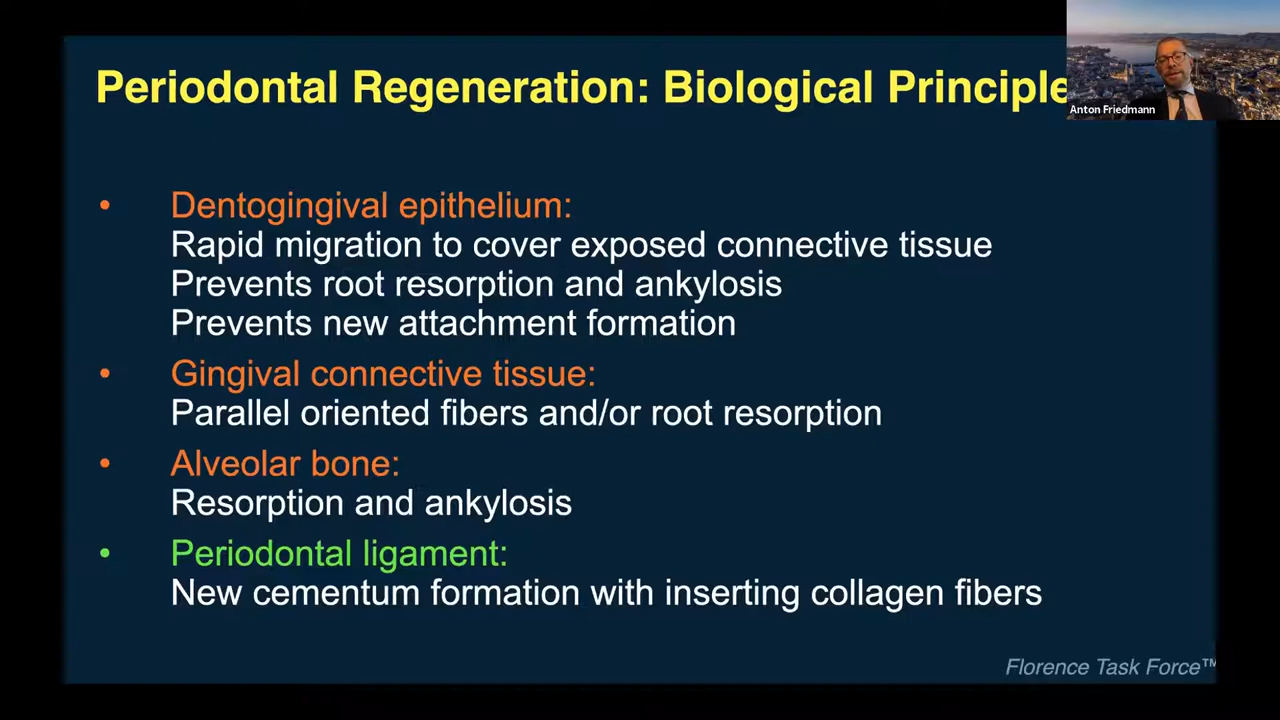 Periodontal Regeneration: Biological Principle
Anton Friedmann
• Dentogingival epithelium:
Rapid migration to cover exposed connective tissue
Prevents root resorption and ankylosis
Prevents new attachment formation
• Gingival connective tissue:
Parallel oriented fibers and/or root resorption
• Alveolar bone:
Resorption and ankylosis
• Periodontal ligament:
New cementum formation with inserting collagen fibers
Florence Task Force™